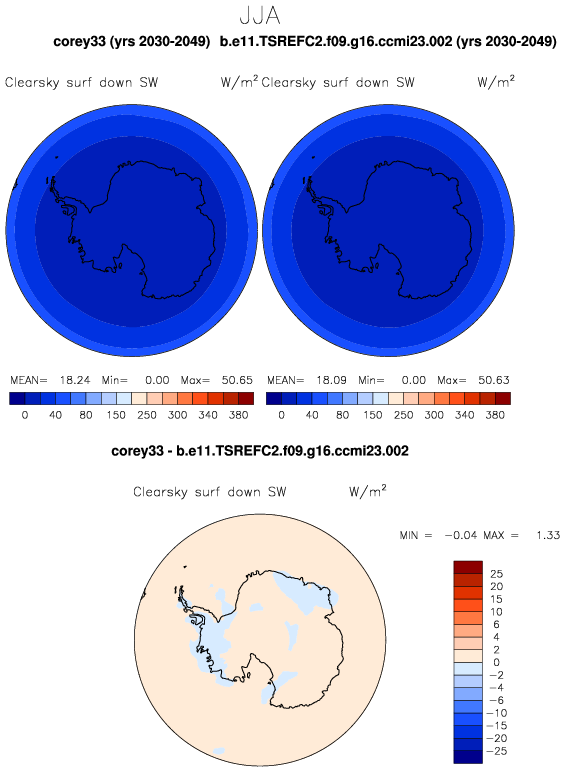 JJA
corey33 (yrs 2030-2049) b.e11.TSREFC2.f09.g16.ccmi23.002 (yrs 2030-2049)
Clearsky surf down SW W/m² Clearsky surf down SW W/m²
MEAN= 18.24 Min= 0.00 Max= 50.65 MEAN= 18.09 Min= 0.00 Max= 50.63
0 40 80 150 250 300 340 380 0 40 80 150 250 300 340 380
corey33 - b.e11.TSREFC2.f09.g16.ccmi23.002
Clearsky surf down SW W/m²
MIN = -0.04 MAX = 1.33
25
20
15
10
6
4
2
0
-2
-4
-6
-10
-15
-20
-25